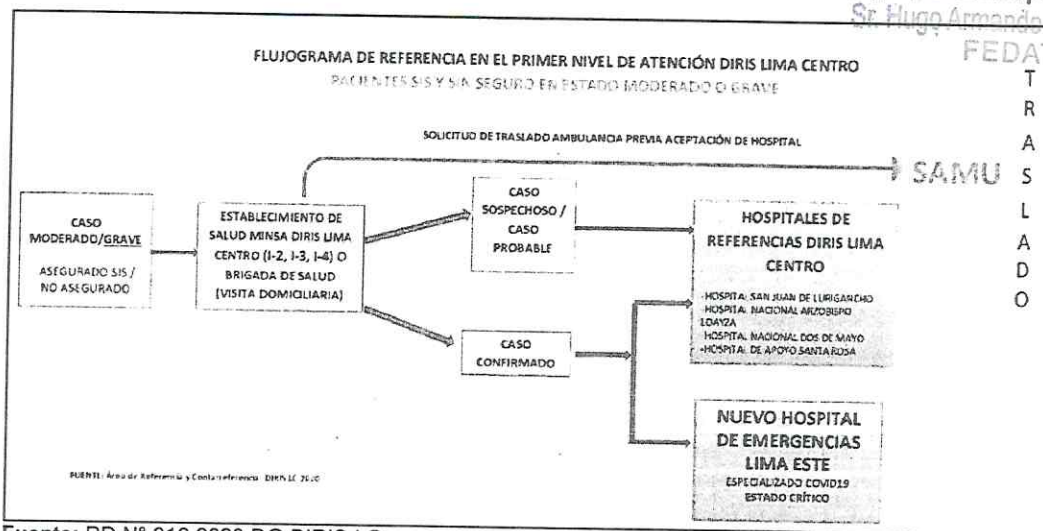 Sr. Hugo Armando
FEDAT
FLUJOGRAMA DE REFERENCIA EN EL PRIMER NIVEL DE ATENCIÓN DIRIS LIMA CENTRO
PACIENTES SIS Y SIN SEGURO EN ESTADO MODERADO O GRAVE
SOLICITUD DE TRASLADO AMBULANCIA PREVIA ACEPTACIÓN DE HOSPITAL
SAMU
T
R
A
S
L
A
D
O
CASO
MODERADO/GRAVE
ASEGURADO SIS /
NO ASEGURADO
ESTABLECIMIENTO DE
SALUD MINSA DIRIS LIMA
CENTRO (I-2, I-3, I-4) O
BRIGADA DE SALUD
(VISITA DOMICILIARIA)
CASO
SOSPECHOSO /
CASO
PROBABLE
CASO
CONFIRMADO
HOSPITALES DE
REFERENCIAS DIRIS LIMA
CENTRO
-HOSPITAL SAN JUAN DE LURIGANCHO
-HOSPITAL NACIONAL ARZOBISPO
LOAYZA
-HOSPITAL NACIONAL DOS DE MAYO
-HOSPITAL DE APOYO SANTA ROSA
NUEVO HOSPITAL
DE EMERGENCIAS
LIMA ESTE
ESPECIALIZADO COVID19
ESTADO CRÍTICO
FUENTE: Área de Referencia y Contrarreferencia DIRIS LC 2020